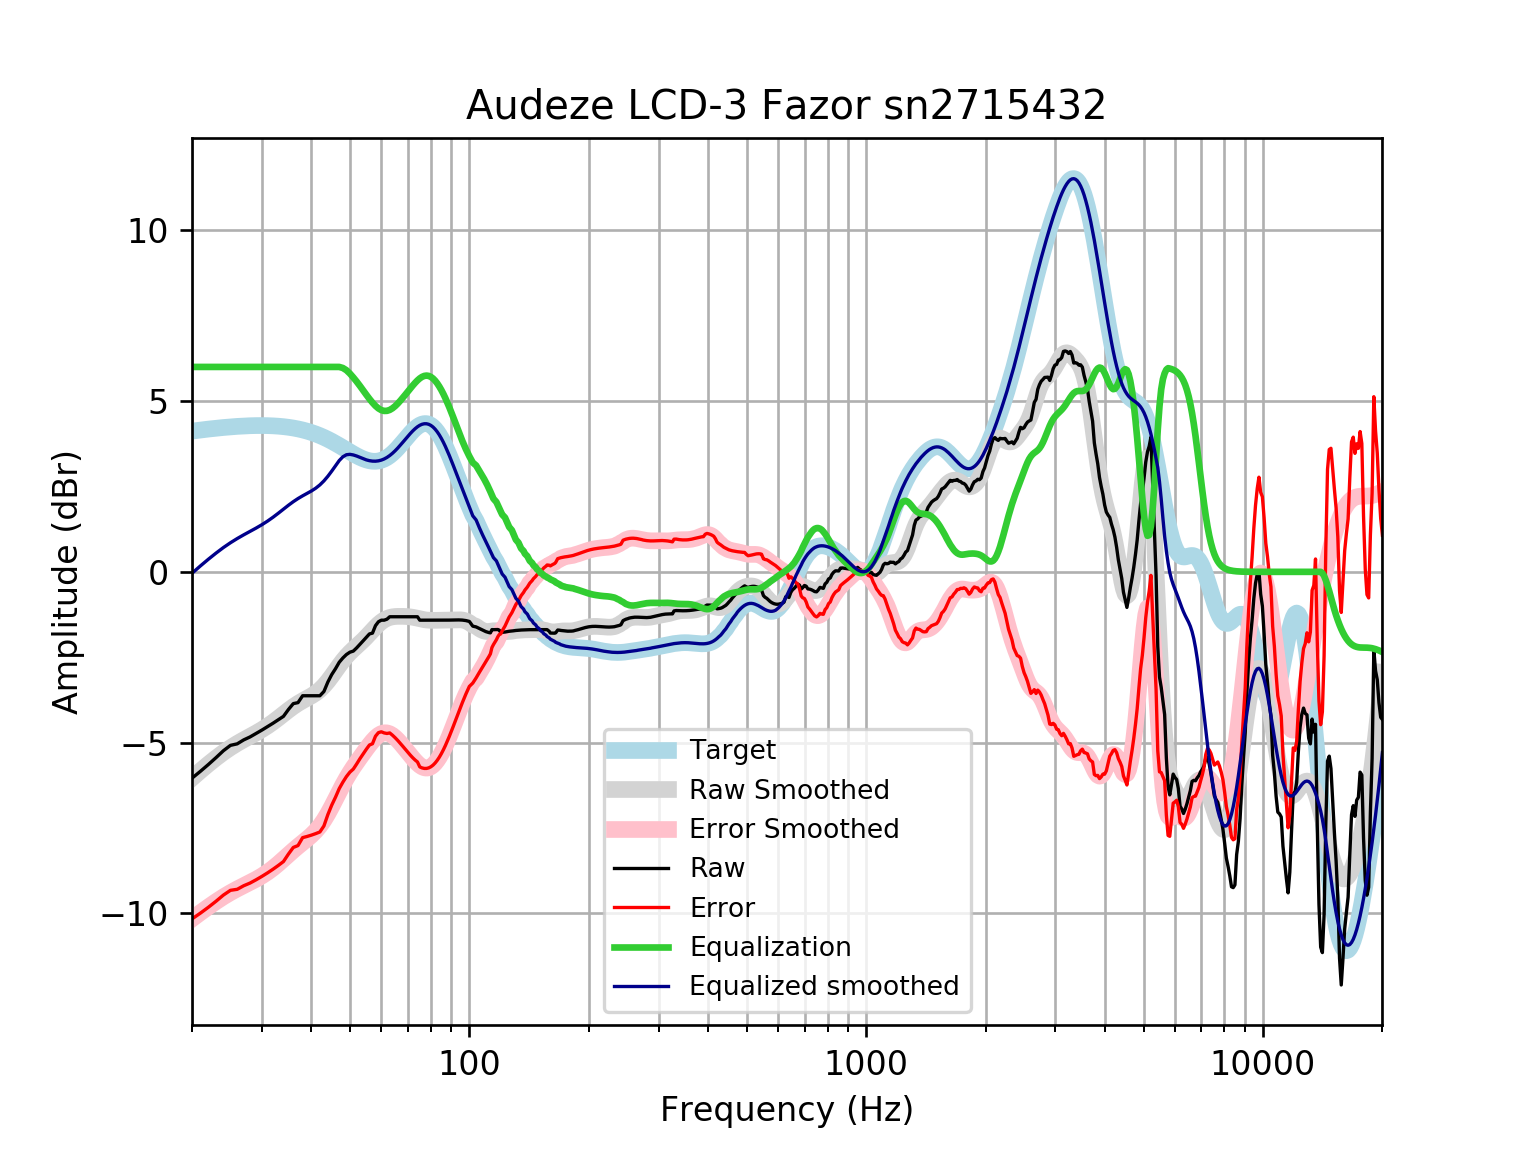 Audeze LCD-3 Fazor sn2715432
10
5
0
−5
−10
Amplitude (dBr)
Target
Raw Smoothed
Error Smoothed
Raw
Error
Equalization
Equalized smoothed
100
1000
10000
Frequency (Hz)